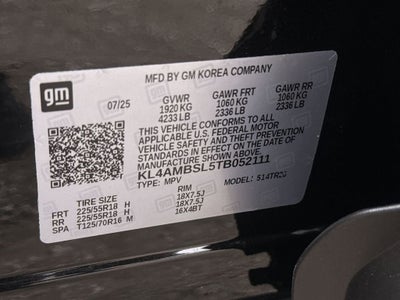 gm
MFD BY GM KOREA COMPANY
07/25 GVWR GAWR FRT GAWR RR
1920 KG 1060 KG 1060 KG
4233 LB 2336 LB 2336 LB
THIS VEHICLE CONFORMS TO ALL
APPLICABLE U.S. FEDERAL MOTOR
VEHICLE SAFETY AND THEFT PREVENTION
STANDARDS IN EFFECT ON THE DATE OF
MANUFACTURE SHOWN ABOVE.
KL4AMBSL5TB052111
TYPE: MPV MODEL:
TIRE SIZE RIM
FRT 225/55R18 H 18X7.5J
RR 225/55R18 H 18X7.5J
SPA T125/70R16 M 16X4BT